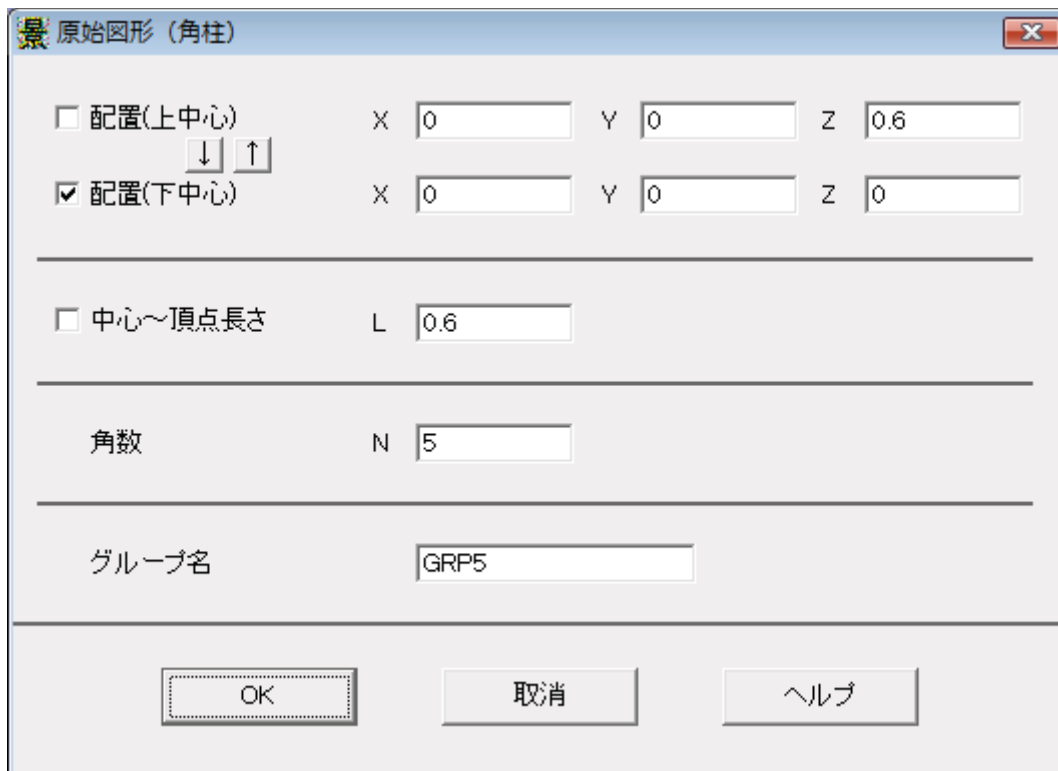 景 原始図形（角柱）
配置(上中心) X 0 Y 0 Z 0.6
↓ ↑
配置(下中心) X 0 Y 0 Z 0
中心～頂点長さ L 0.6
角数 N 5
グループ名 GRP5
OK 取消 ヘルプ